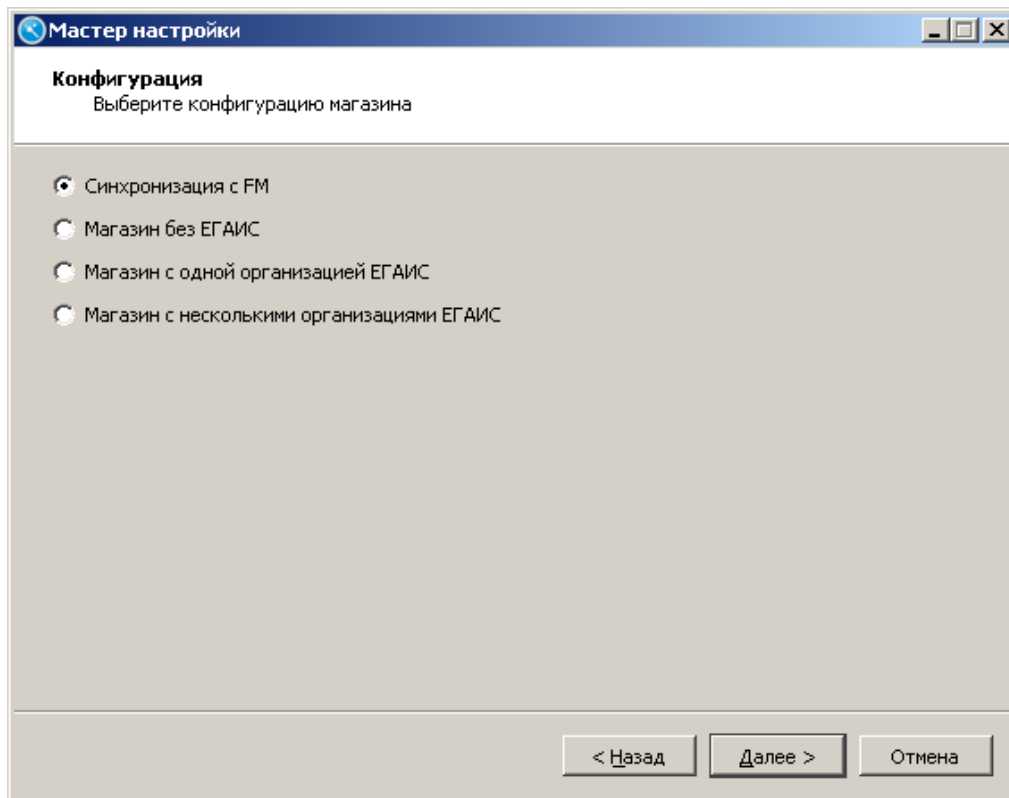 Мастер настройки
Конфигурация
Выберите конфигурацию магазина
Синхронизация с FM
Магазин без ЕГАИС
Магазин с одной организацией ЕГАИС
Магазин с несколькими организациями ЕГАИС
< Назад Далее > Отмена